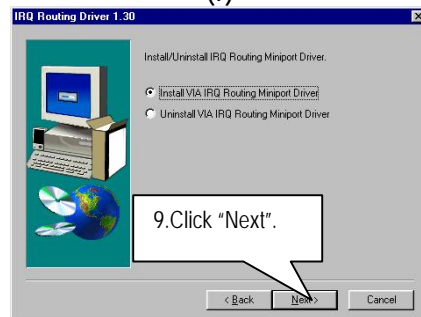 IRQ Routing Driver 1.30
Install/Uninstall IRQ Routing Miniport Driver.
Install VIA IRQ Routing Miniport Driver
Uninstall VIA IRQ Routing Miniport Driver
9.Click “Next”.
< Back
Next >
Cancel